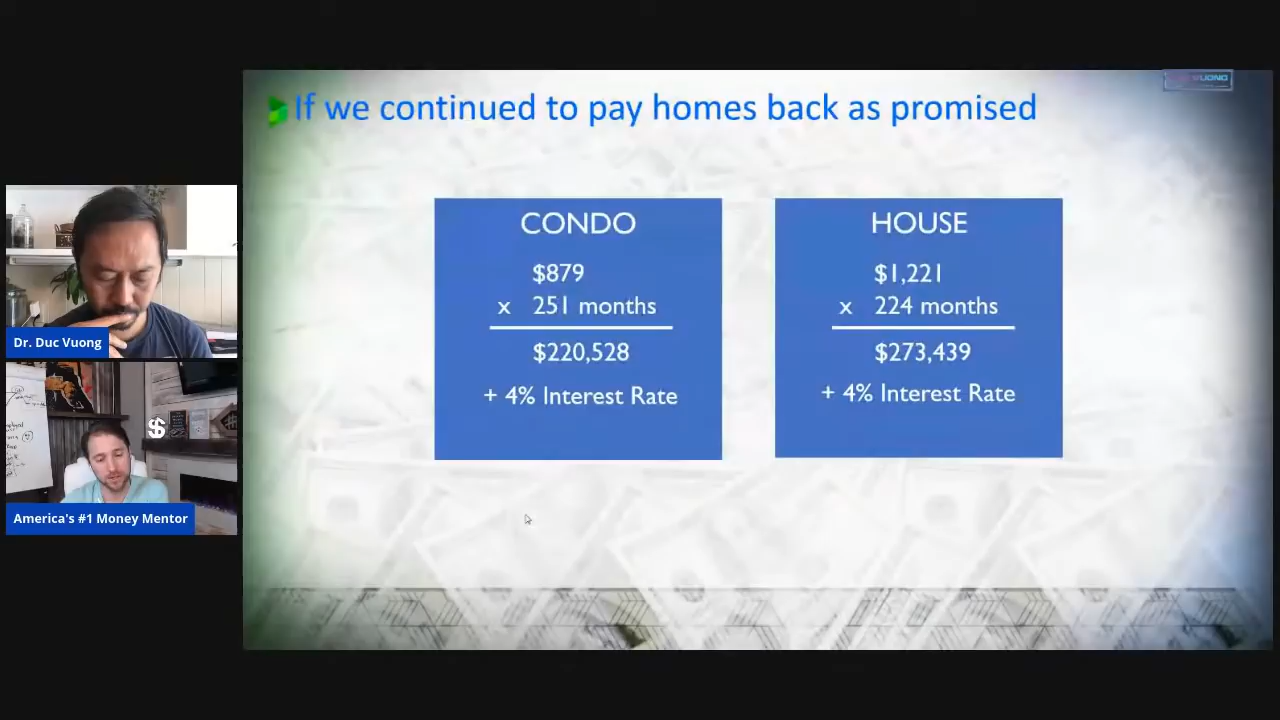 If we continued to pay homes back as promised
CONDO
$879
x 251 months
$220,528
+ 4% Interest Rate
HOUSE
$1,221
x 224 months
$273,439
+ 4% Interest Rate
Dr. Duc Vuong
$
America's #1 Money Mentor